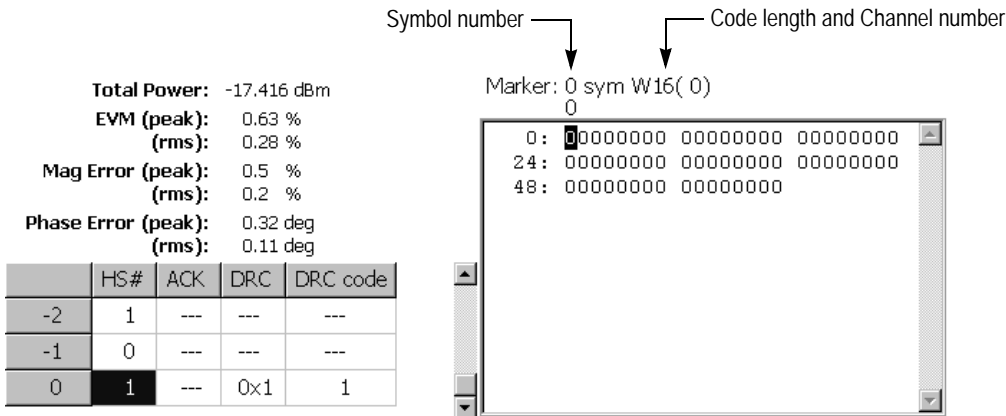 Symbol number
Code length and Channel number
Total Power: -17.416 dBm
EVM (peak): 0.63 %
(rms): 0.28 %
Mag Error (peak): 0.5 %
(rms): 0.2 %
Phase Error (peak): 0.32 deg
(rms): 0.11 deg
HS# ACK DRC DRC code
-2 1 --- --- ---
-1 0 --- --- ---
0 1 --- 0x1 1
Marker: 0 sym W16( 0)
0
0: 00000000 00000000 00000000
24: 00000000 00000000 00000000
48: 00000000 00000000